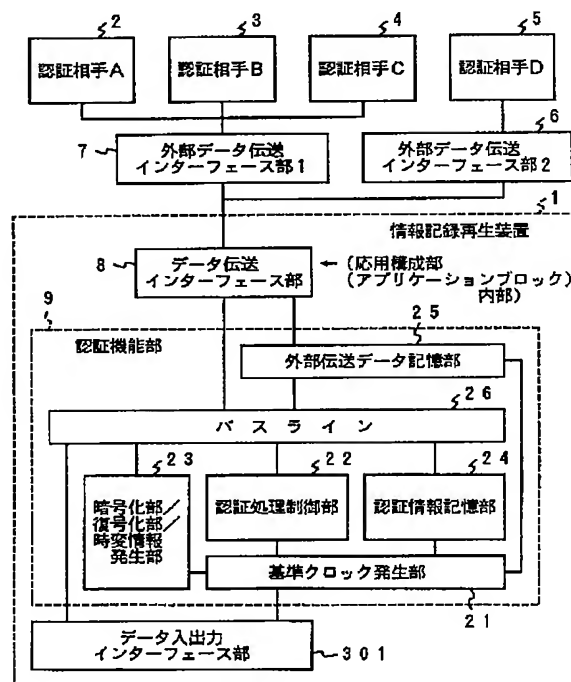 2
3
4
5
認証相手A
認証相手B
認証相手C
認証相手D
6
7
外部データ伝送
インターフェース部1
外部データ伝送
インターフェース部2
1
情報記録再生装置
8
データ伝送
インターフェース部
(応用構成部
(アプリケーションブロック)
内部)
9
認証機能部
25
外部伝送データ記憶部
26
バスライン
23
22
24
暗号化部/
復号化部/
時変情報
発生部
認証処理制御部
認証情報記憶部
基準クロック発生部
21
データ入出力
インターフェース部
301